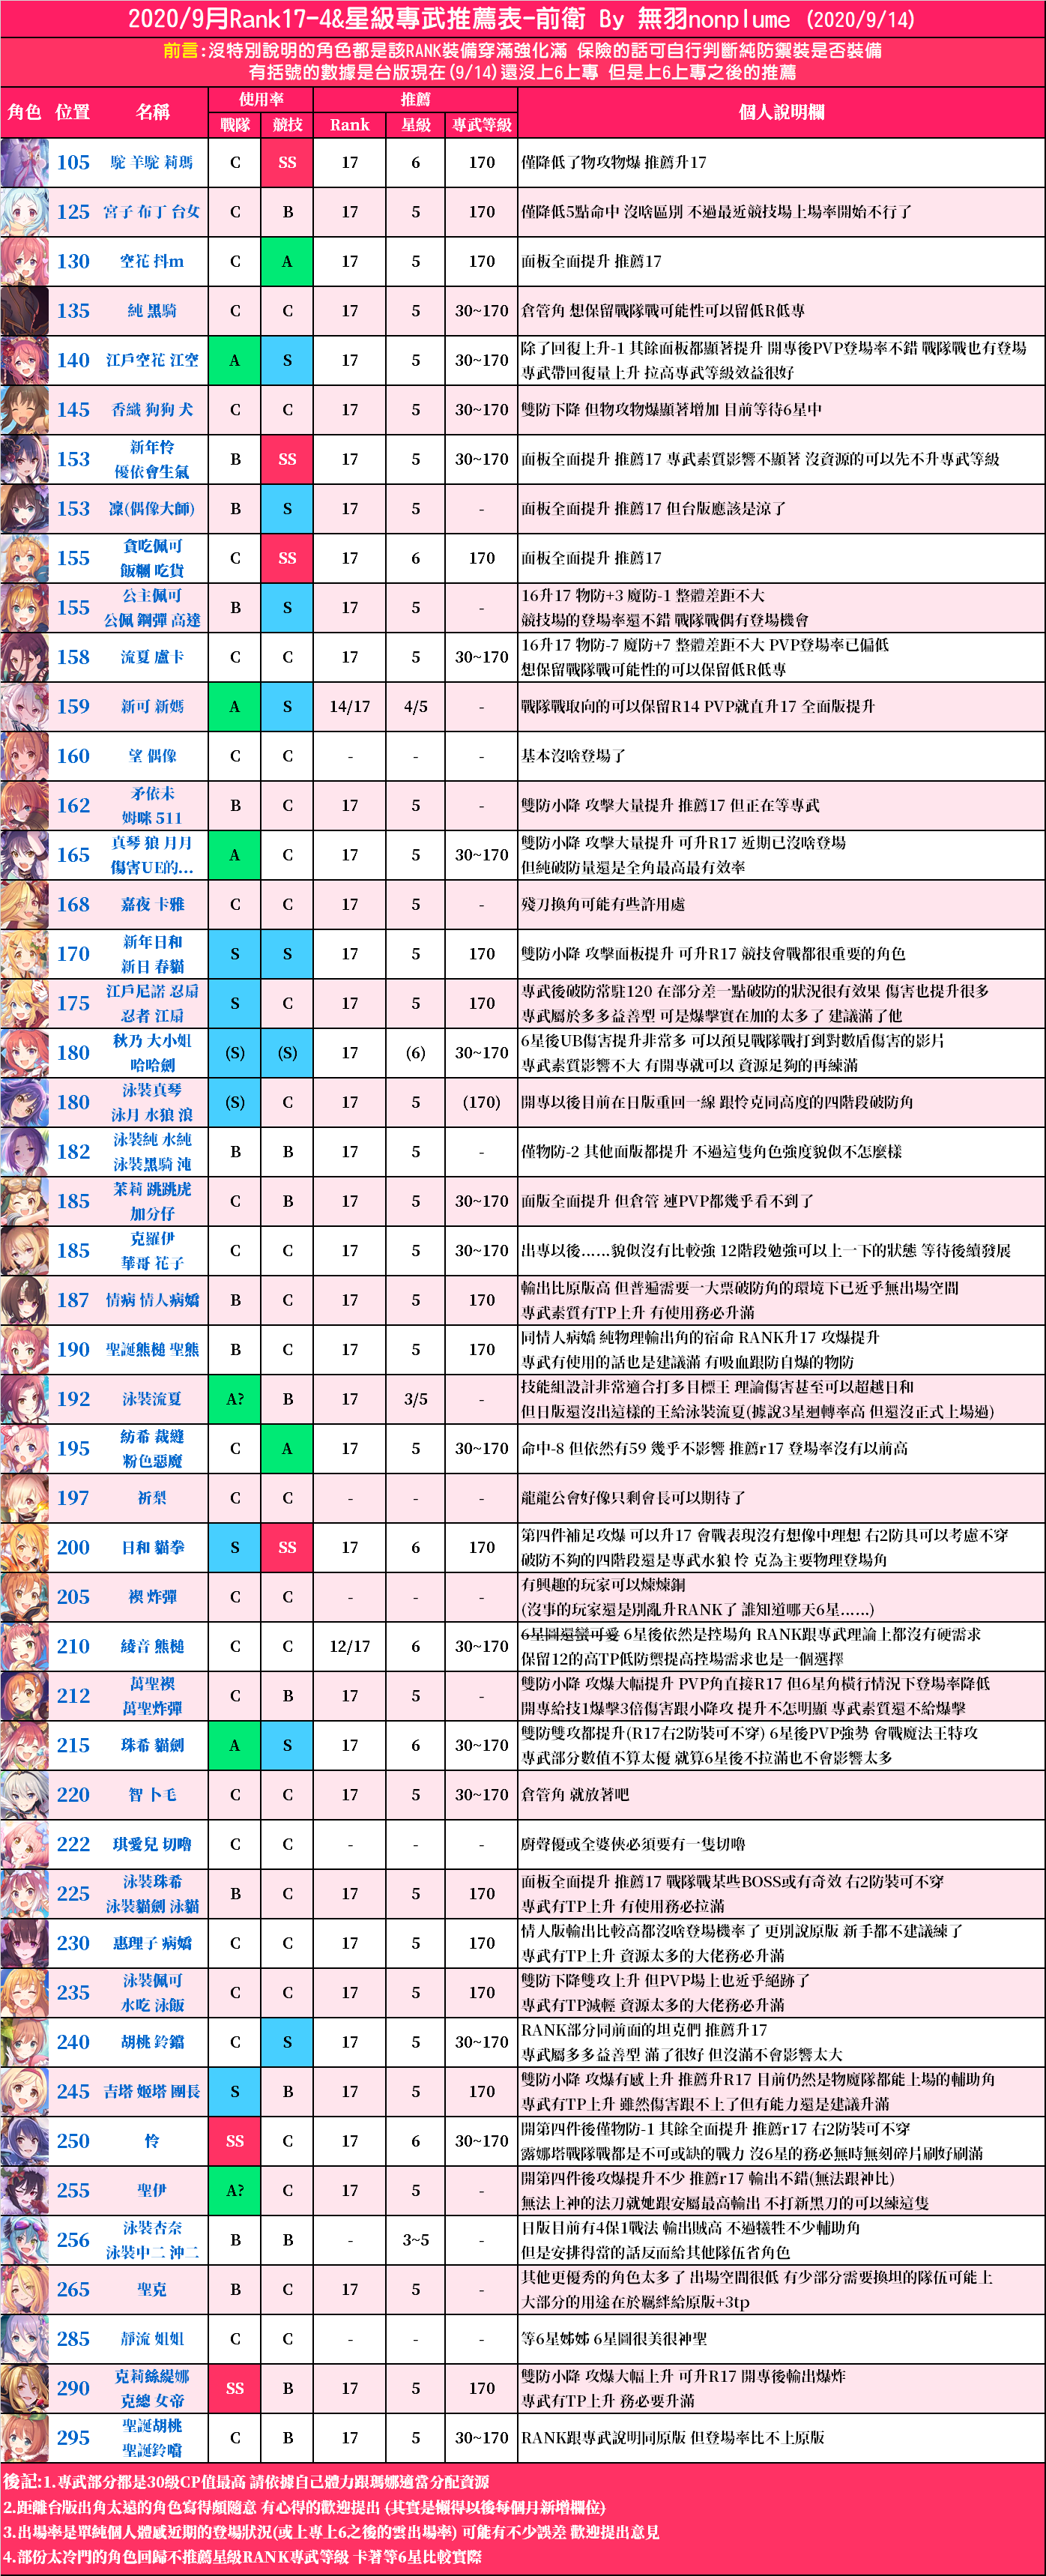 2020/9月Rank17-4&星級專武推薦表-前衛 By 無羽nonplume (2020/9/14)
前言:沒特別說明的角色都是該RANK裝備穿滿強化滿 保險的話可自行判斷純防禦裝是否裝備
有括號的數據是台版現在(9/14)還沒上6上專 但是上6上專之後的推薦
角色 位置 名稱 使用率 推薦 個人說明欄
戰隊 競技 Rank 星級 專武等級
105 駝 羊駝 莉瑪 C SS 17 6 170 僅降低了物攻物爆 推薦升17
125 宮子 布丁 台女 C B 17 5 170 僅降低5點命中 沒啥區別 不過最近競技場上場率開始不行了
130 空花 抖m C A 17 5 170 面板全面提升 推薦17
135 純 黑騎 C C 17 5 30~170 倉管角 想保留戰隊戰可能性可以留低R低專
140 江戶空花 江空 A S 17 5 30~170 除了回復上升-1 其餘面板都顯著提升 開專後PVP登場率不錯 戰隊戰也有登場
專武帶回復量上升 拉高專武等級效益很好
145 香織 狗狗 犬 C C 17 5 30~170 雙防下降 但物攻物爆顯著增加 目前等待6星中
153 新年怜 B SS 17 5 30~170 面板全面提升 推薦17 專武素質影響不顯著 沒資源的可以先不升專武等級
優依會生氣
153 凜(偶像大師) B S 17 5 - 面板全面提升 推薦17 但台版應該是涼了
155 貪吃佩可 C SS 17 6 170 面板全面提升 推薦17
飯糰 吃貨
155 公主佩可 B S 17 5 - 16升17 物防+3 魔防-1 整體差距不大
公佩 鋼彈 高達 競技場的登場率還不錯 戰隊戰偶有登場機會
158 流夏 盧卡 C C 17 5 30~170 16升17 物防-7 魔防+7 整體差距不大 PVP登場率已偏低
想保留戰隊戰可能性的可以保留低R低專
159 新可 新媽 A S 14/17 4/5 - 戰隊戰取向的可以保留R14 PVP就直升17 全面版提升
160 望 偶像 C C - - - 基本沒啥登場了
162 矛依未 B C 17 5 - 雙防小降 攻擊大量提升 推薦17 但正在等專武
姆咪 511
165 真琴 狼 月月 A C 17 5 30~170 雙防小降 攻擊大量提升 可升R17 近期已沒啥登場
傷害UE的... 但純破防量還是全角最高最有效率
168 嘉夜 卡雅 C C 17 5 - 殘刀換角可能有些許用處
170 新年日和 S S 17 5 170 雙防小降 攻擊面板提升 可升R17 競技會戰都很重要的角色
新日 春貓
175 江戶尼諾 忍扇 S C 17 5 170 專武後破防常駐120 在部分差一點破防的狀況很有效果 傷害也提升很多
忍者 江扇 專武屬於多多益善型 可是爆擊實在加的太多了 建議滿了他
180 秋乃 大小姐 (S) (S) 17 (6) 30~170 6星後UB傷害提升非常多 可以預見戰隊戰打到對數盾傷害的影片
哈哈劍 專武素質影響不大 有開專就可以 資源足夠的再練滿
180 泳裝真琴 (S) C 17 5 (170) 開專以後目前在日版重回一線 跟怜克同高度的四階段破防角
泳月 水狼 浪
182 泳裝純 水純 B B 17 5 - 僅物防-2 其他面版都提升 不過這隻角色強度貌似不怎麼樣
泳裝黑騎 沌
185 茉莉 跳跳虎 C B 17 5 30~170 面版全面提升 但倉管 連PVP都幾乎看不到了
加分仔
185 克羅伊 C C 17 5 30~170 出專以後......貌似沒有比較強 12階段勉強可以上一下的狀態 等待後續發展
華哥 花子
187 情病 情人病嬌 B C 17 5 170 輸出比原版高 但普遍需要一大票破防角的環境下已近乎無出場空間
專武素質有TP上升 有使用務必升滿
190 聖誕熊槌 聖熊 B C 17 5 170 同情人病嬌 純物理輸出角的宿命 RANK升17 攻爆提升
專武有使用的話也是建議滿 有吸血跟防自爆的物防
192 泳裝流夏 A? B 17 3/5 - 技能組設計非常適合打多目標王 理論傷害甚至可以超越日和
但日版還沒出這樣的王給泳裝流夏(據說3星迴轉率高 但還沒正式上場過)
195 紡希 裁縫 C A 17 5 30~170 命中-8 但依然有59 幾乎不影響 推薦r17 登場率沒有以前高
粉色惡魔
197 祈梨 C C - - - 龍龍公會好像只剩會長可以期待了
200 日和 貓拳 S SS 17 6 170 第四件補足攻爆 可以升17 會戰表現沒有想像中理想 右2防具可以考慮不穿
破防不夠的四階段還是專武水狼 怜 克為主要物理登場角
205 禊 炸彈 C C - - - 有興趣的玩家可以煉煉銅
(沒事的玩家還是別亂升RANK了 誰知道哪天6星......)
210 綾音 熊槌 C C 12/17 6 30~170 6星圖還蠻可愛 6星後依然是控場角 RANK跟專武理論上都沒有硬需求
保留12的高TP低防禦提高控場需求也是一個選擇
212 萬聖禊 C B 17 5 - 雙防小降 攻爆大幅提升 PVP角直接R17 但6星角橫行情況下登場率降低
萬聖炸彈 開專給技1爆擊3倍傷害跟小降攻 提升不怎明顯 專武素質還不給爆擊
215 珠希 貓劍 A S 17 6 30~170 雙防雙攻都提升(R17右2防裝可不穿) 6星後PVP強勢 會戰魔法王特攻
專武部分數值不算太優 就算6星後不拉滿也不會影響太多
220 智 卜毛 C C 17 5 30~170 倉管角 就放著吧
222 琪愛兒 切嚕 C C - - - 廚聲優或全婆俠必須要有一隻切嚕
225 泳裝珠希 B C 17 5 170 面板全面提升 推薦17 戰隊戰某些BOSS或有奇效 右2防裝可不穿
泳裝貓劍 泳貓 專武有TP上升 有使用務必拉滿
230 惠理子 病嬌 C C 17 5 170 情人版輸出比較高都沒啥登場機率了 更別說原版 新手都不建議練了
專武有TP上升 資源太多的大佬務必升滿
235 泳裝佩可 C C 17 5 170 雙防下降雙攻上升 但PVP場上也近乎絕跡了
水吃 泳飯 專武有TP減輕 資源太多的大佬務必升滿
240 胡桃 鈴鐺 C S 17 5 30~170 RANK部分同前面的坦克們 推薦升17
專武屬多多益善型 滿了很好 但沒滿不會影響太大
245 吉塔 姬塔 團長 S B 17 5 170 雙防小降 攻爆有感上升 推薦升R17 目前仍然是物魔隊都能上場的輔助角
專武有TP上升 雖然傷害跟不上了但有能力還是建議升滿
250 怜 SS C 17 6 30~170 開第四件後僅物防-1 其餘全面提升 推薦r17 右2防裝可不穿
露娜塔戰隊戰都是不可或缺的戰力 沒6星的務必無時無刻碎片刷好刷滿
255 聖伊 A? C 17 5 - 開第四件後攻爆提升不少 推薦r17 輸出不錯(無法跟神比)
無法上神的法刀就她跟安屬最高輸出 不打新黑刀的可以練這隻
256 泳裝杏奈 B B - 3~5 - 日版目前有4保1戰法 輸出賊高 不過犧牲不少輔助角
泳裝中二 沖二 但是安排得當的話反而給其他隊伍省角色
265 聖克 B C 17 5 - 其他更優秀的角色太多了 出場空間很低 有少部分需要換坦的隊伍可能上
大部分的用途在於羈絆給原版+3tp
285 靜流 姐姐 C C - - - 等6星姊姊 6星圖很美很神聖
290 克莉絲緹娜 SS B 17 5 170 雙防小降 攻爆大幅上升 可升R17 開專後輸出爆炸
克總 女帝 專武有TP上升 務必要升滿
295 聖誕胡桃 C B 17 5 30~170 RANK跟專武說明同原版 但登場率比不上原版
聖誕鈴噹
後記:1.專武部分都是30級CP值最高 請依據自己體力跟瑪娜適當分配資源
2.距離台版出角太遠的角色寫得頗隨意 有心得的歡迎提出 (其實是懶得以後每個月新增欄位)
3.出場率是單純個人體感近期的登場狀況(或上專上6之後的雲出場率) 可能有不少誤差 歡迎提出意見
4.部份太冷門的角色回歸不推薦星級RANK專武等級 卡著等6星比較實際